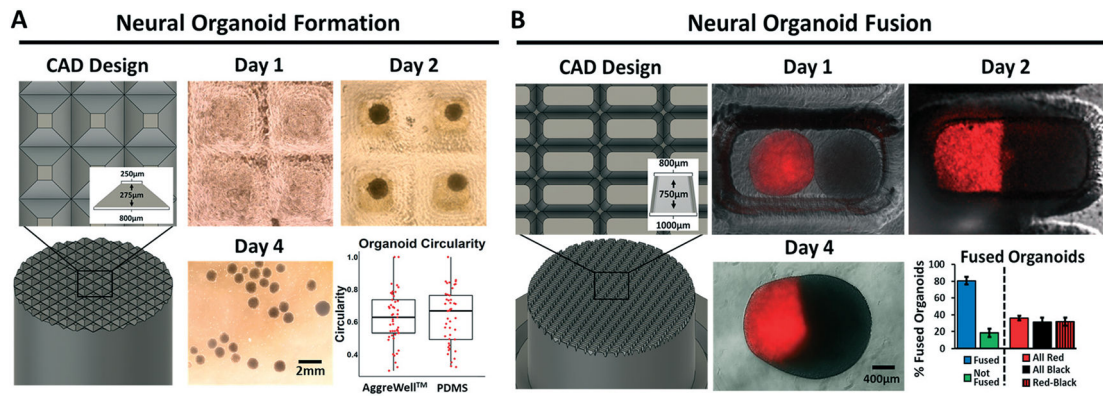 A
Neural Organoid Formation
CAD Design
Day 1
Day 2
250µm
275µm
800µm
Day 4
2mm
Organoid Circularity
Circularity
1.0
0.8
0.6
0.4
AggreWell™
PDMS
B
Neural Organoid Fusion
CAD Design
Day 1
Day 2
800µm
750µm
1000µm
Day 4
400µm
Fused Organoids
% Fused Organoids
100
80
60
40
20
0
Fused
Not
Fused
All Red
All Black
Red-Black